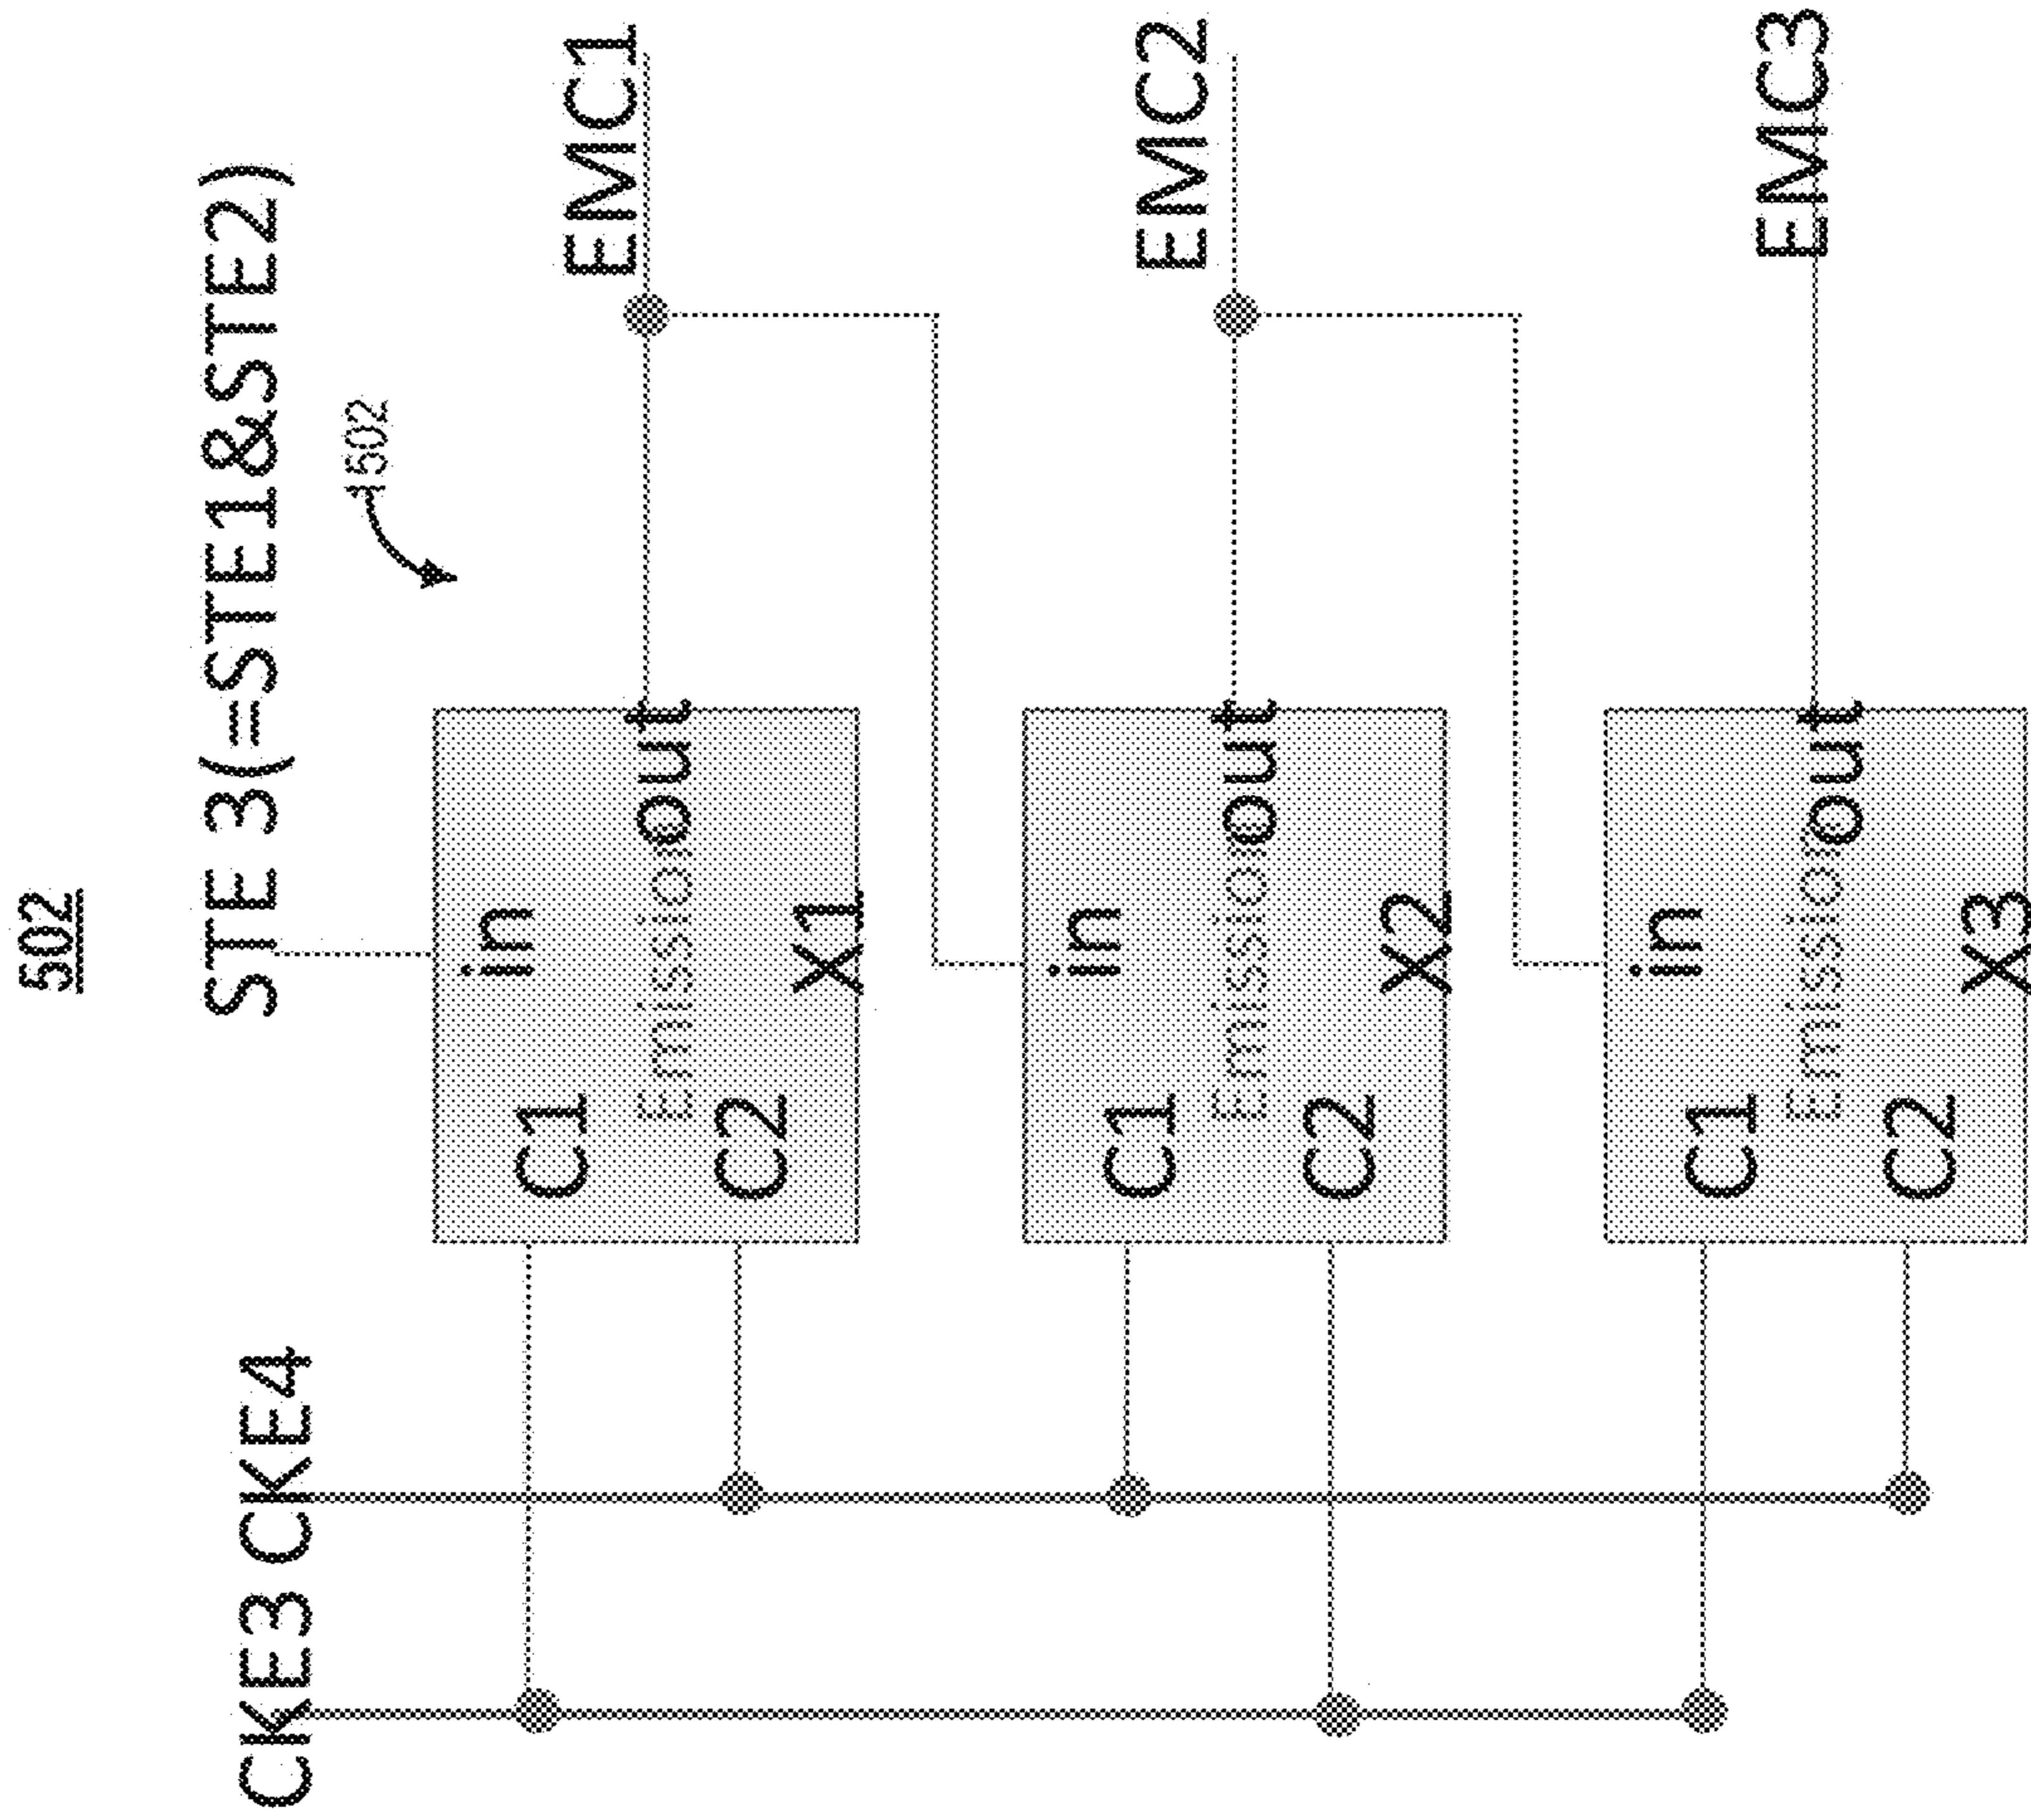 502
CKE3 CKE4
STE 3(=STE1&STE2)
1502
in
C1
Emission
out
EMC1
C2
X1
in
C1
Emission
out
EMC2
C2
X2
in
C1
Emission
out
EMC3
C2
X3